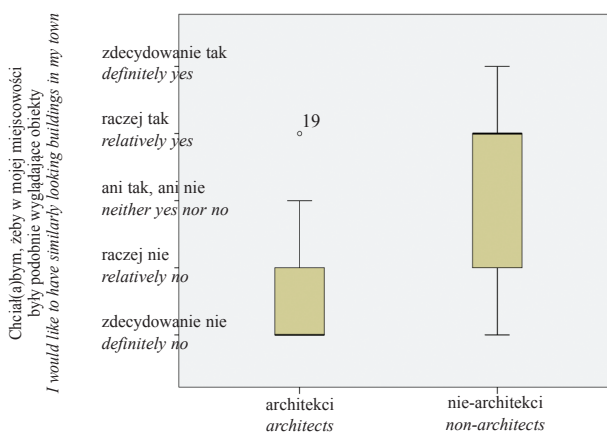 Chciał(a)bym, żeby w mojej miejscowości
były podobnie wyglądające obiekty
I would like to have similarly looking buildings in my town
zdecydowanie tak
definitely yes
raczej tak
relatively yes
ani tak, ani nie
neither yes nor no
raczej nie
relatively no
zdecydowanie nie
definitely no
19
architekci
architects
nie-architekci
non-architects